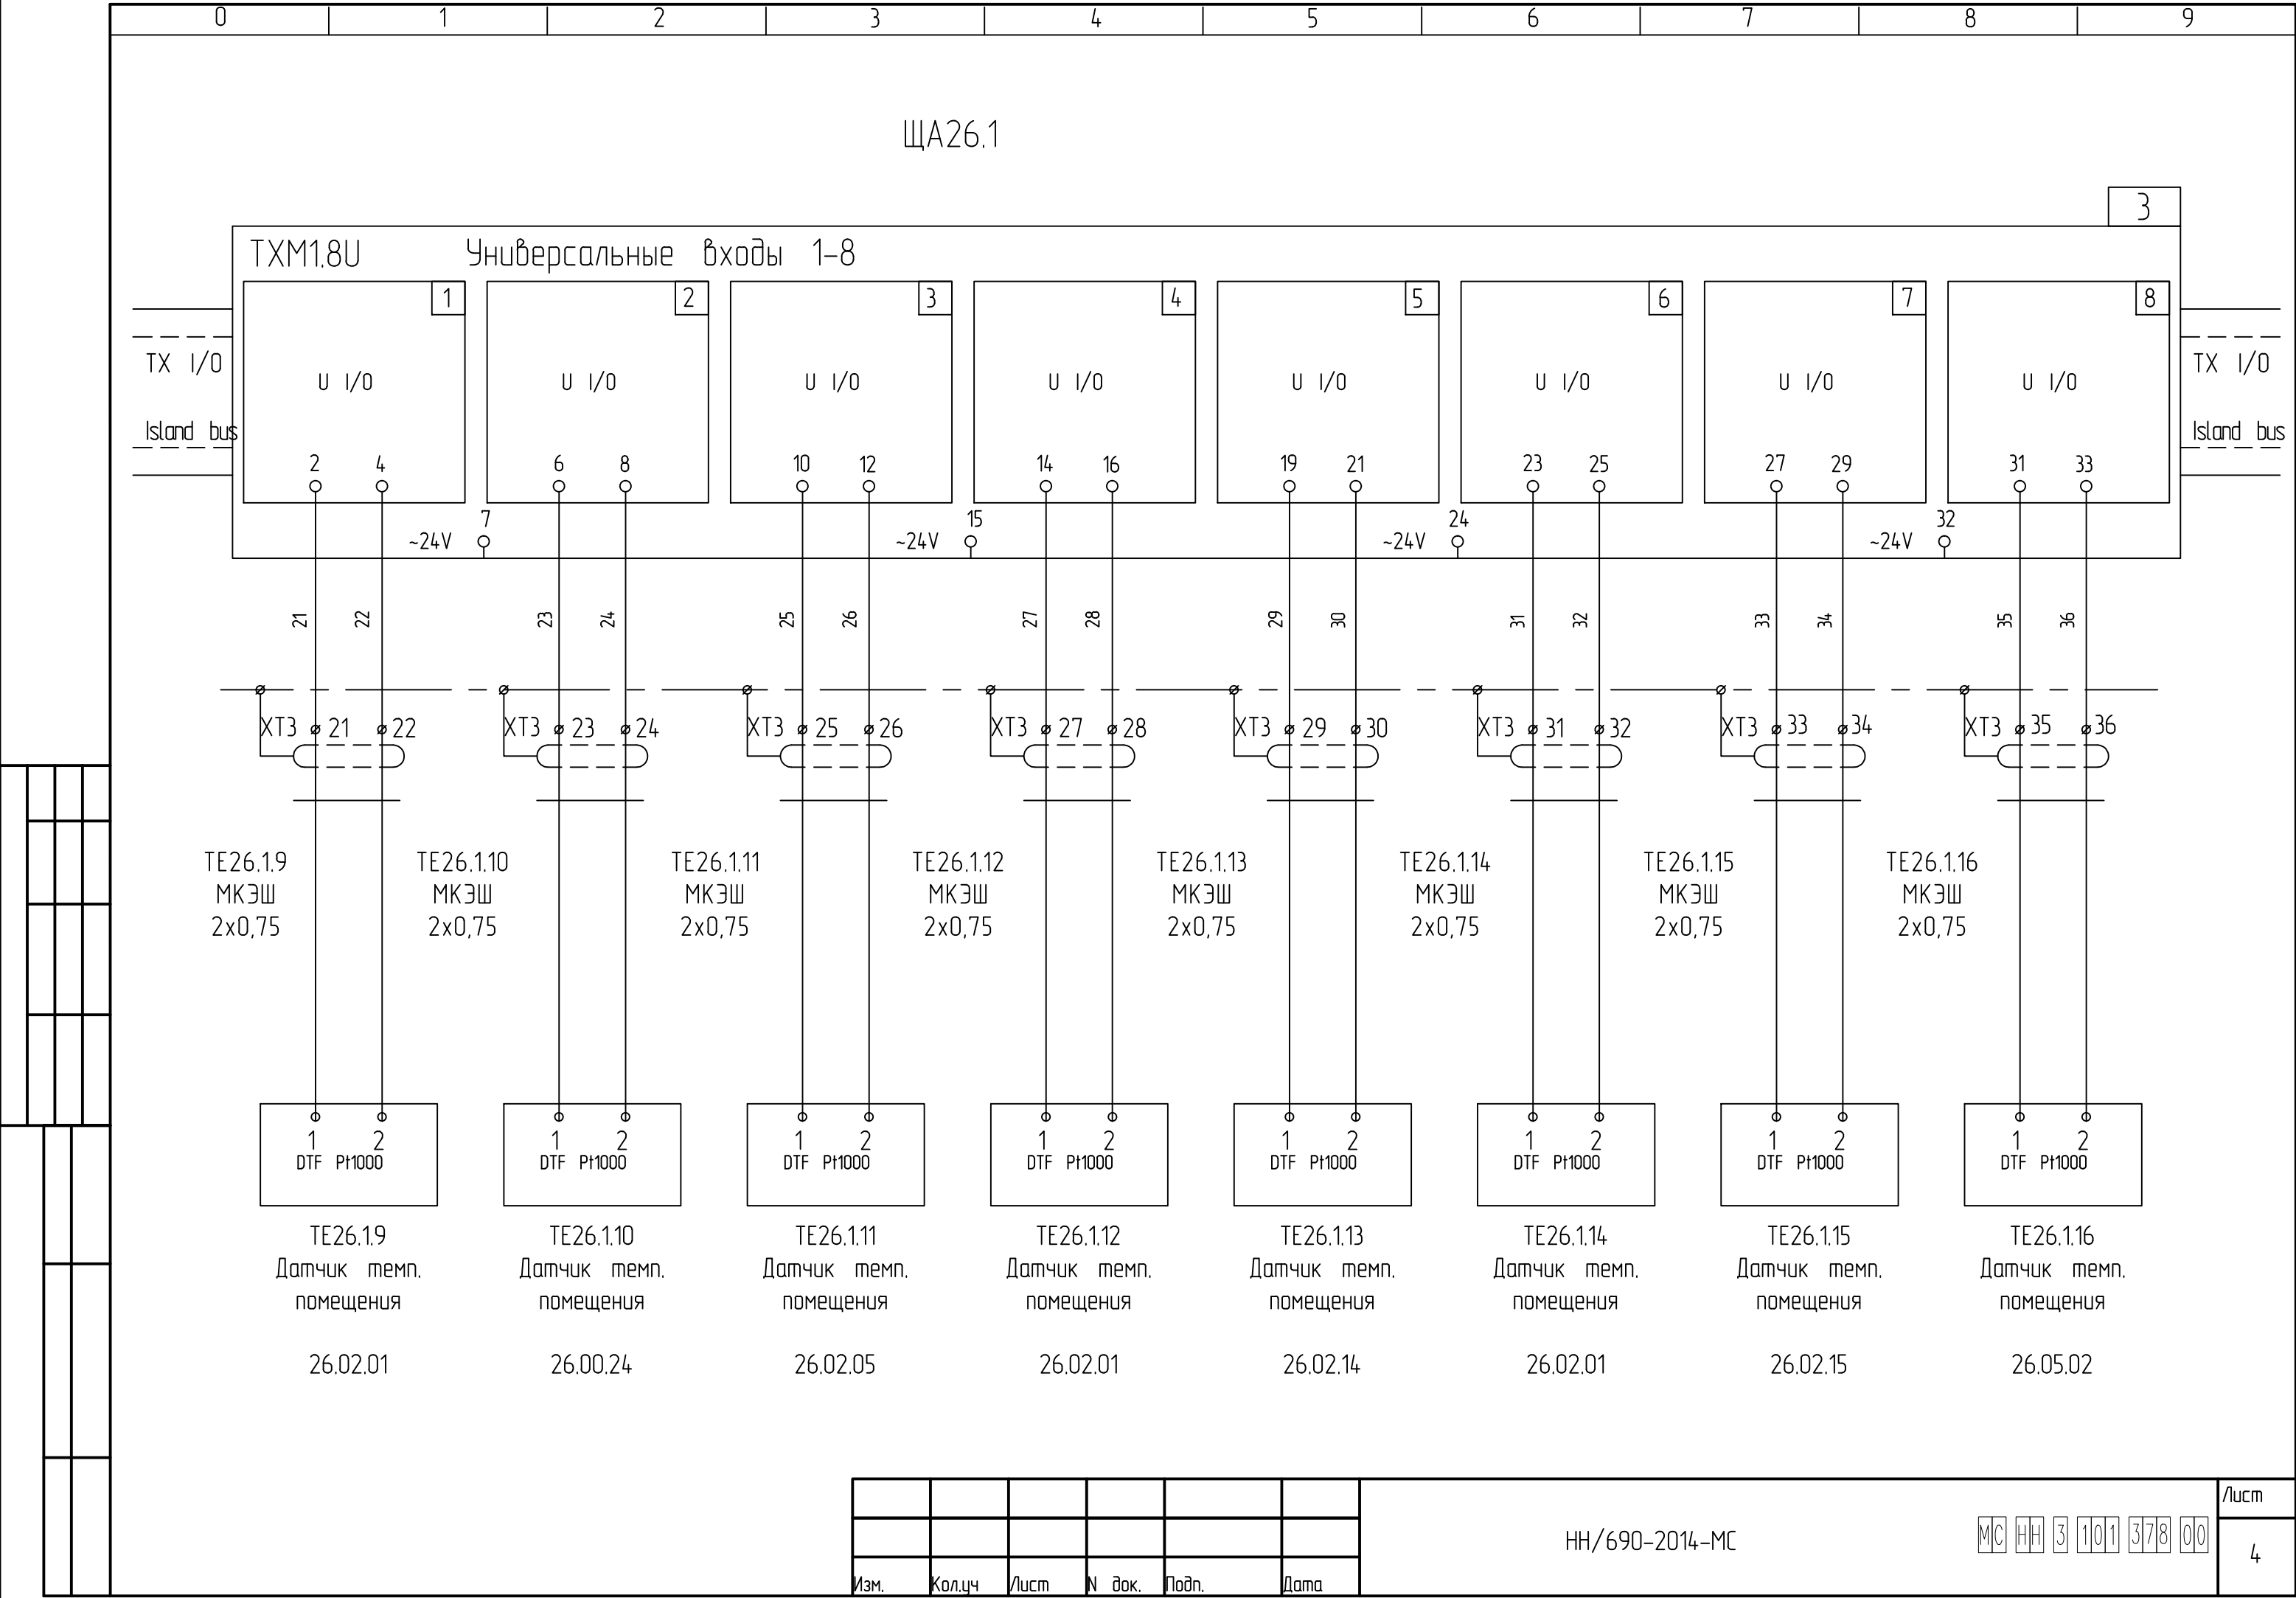 0 1 2 3 4 5 6 7 8 9
ЩА26.1
3
TXM1.8U Универсальные входы 1-8
1 2 3 4 5 6 7 8
TX I/O U I/O U I/O U I/O U I/O U I/O U I/O U I/O U I/O TX I/O
Island bus Island bus
2 4 6 8 10 12 14 16 19 21 23 25 27 29 31 33
7 15 24 32
~24V ~24V ~24V ~24V
21 22 23 24 25 26 27 28 29 30 31 32 33 34 35 36
XT3 21 22 XT3 23 24 XT3 25 26 XT3 27 28 XT3 29 30 XT3 31 32 XT3 33 34 XT3 35 36
TE26.1.9 TE26.1.10 TE26.1.11 TE26.1.12 TE26.1.13 TE26.1.14 TE26.1.15 TE26.1.16
МКЭШ МКЭШ МКЭШ МКЭШ МКЭШ МКЭШ МКЭШ МКЭШ
2х0,75 2х0,75 2х0,75 2х0,75 2х0,75 2х0,75 2х0,75 2х0,75
1 2 1 2 1 2 1 2 1 2 1 2 1 2 1 2
DTF Pt1000 DTF Pt1000 DTF Pt1000 DTF Pt1000 DTF Pt1000 DTF Pt1000 DTF Pt1000 DTF Pt1000
TE26.1.9 TE26.1.10 TE26.1.11 TE26.1.12 TE26.1.13 TE26.1.14 TE26.1.15 TE26.1.16
Датчик темп. Датчик темп. Датчик темп. Датчик темп. Датчик темп. Датчик темп. Датчик темп. Датчик темп.
помещения помещения помещения помещения помещения помещения помещения помещения
26.02.01 26.00.24 26.02.05 26.02.01 26.02.14 26.02.01 26.02.15 26.05.02
Лист
НН/690-2014-МС МС НН 3 101 378 00
4
Изм. Кол.уч Лист N док. Подп. Дата